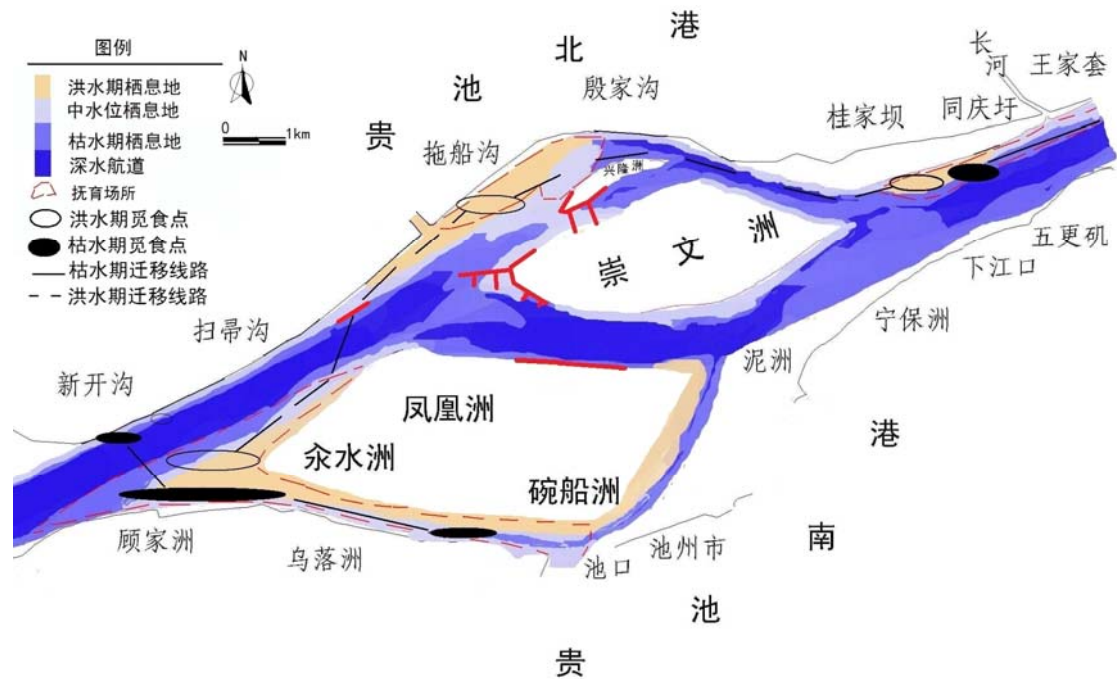 图例
洪水期栖息地
中水位栖息地
枯水期栖息地
深水航道
抚育场所
洪水期觅食点
枯水期觅食点
枯水期迁移线路
洪水期迁移线路
N
0 1km
贵 池 北 港
拖船沟
殷家沟
兴隆洲
崇 文 洲
桂家坝
同庆圩
长 河
王家套
五更矶
下江口
宁保洲
泥洲
扫帚沟
新开沟
凤凰洲
汆水洲
碗船洲
顾家洲
乌落洲
池口
池州市
贵 池 南 港